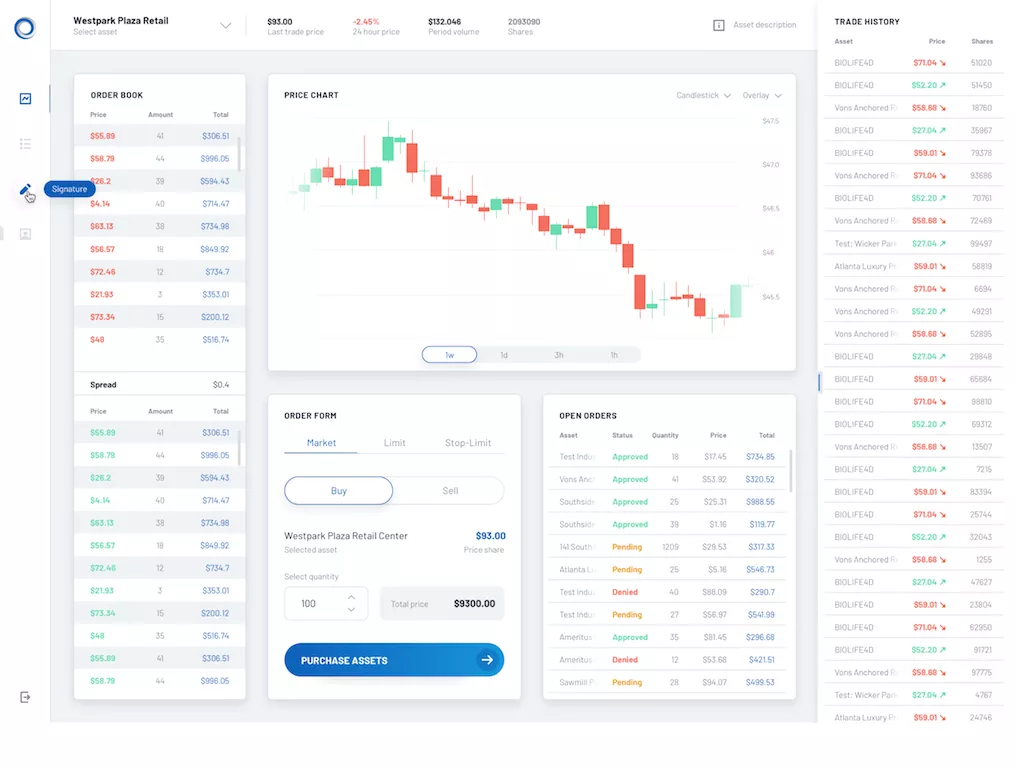 Westpark Plaza Retail
Select asset
$93.00
Last trade price
-2.45%
24 hour price
$132.046
Period volume
2093090
Shares
Asset description
Signature
ORDER BOOK
Price Amount Total
$55.89 41 $306.51
$58.79 44 $996.05
$26.2 39 $594.43
$4.14 40 $714.47
$63.13 38 $734.98
$56.57 18 $849.92
$72.46 12 $734.7
$21.93 3 $353.01
$73.34 15 $200.12
$48 35 $516.74
Spread $0.4
Price Amount Total
$55.89 41 $306.51
$58.79 44 $996.05
$26.2 39 $594.43
$4.14 40 $714.47
$63.13 38 $734.98
$56.57 18 $849.92
$72.46 12 $734.7
$21.93 3 $353.01
$73.34 15 $200.12
$48 35 $516.74
$55.89 41 $306.51
$58.79 44 $996.05
PRICE CHART
Candlestick Overlay
$47.5
$47.0
$46.5
$46
$45.5
1w 1d 3h 1h
ORDER FORM
Market Limit Stop-Limit
Buy Sell
Westpark Plaza Retail Center $93.00
Selected asset Price share
Select quantity
100 Total price $9300.00
PURCHASE ASSETS
OPEN ORDERS
Asset Status Quantity Price Total
Test Indu Approved 18 $17.45 $734.85
Vons Anc Approved 41 $53.92 $320.52
Southside Approved 25 $25.31 $988.55
Southside Approved 39 $1.16 $119.77
141 South Pending 1209 $29.53 $317.33
Atlanta L Pending 25 $5.16 $546.73
Test Indu Denied 40 $88.09 $290.7
Test Indu Pending 27 $56.97 $541.99
Ameritus Approved 35 $81.45 $296.68
Ameritus Denied 12 $53.68 $421.51
Sawmill P Pending 28 $94.07 $499.53
TRADE HISTORY
Asset Price Shares
BIOLIFE4D $71.04 51020
BIOLIFE4D $52.20 51450
Vons Anchored R $58.68 18760
BIOLIFE4D $27.04 35967
BIOLIFE4D $59.01 79378
Vons Anchored R $71.04 93686
BIOLIFE4D $52.20 70761
Vons Anchored R $58.68 72469
Test: Wicker Park $27.04 99497
Atlanta Luxury P $59.01 58819
Vons Anchored R $71.04 6694
Vons Anchored R $52.20 49291
Vons Anchored R $58.68 52895
BIOLIFE4D $27.04 29848
BIOLIFE4D $59.01 65684
Vons Anchored R $71.04 98810
BIOLIFE4D $52.20 69312
Vons Anchored R $58.68 13507
BIOLIFE4D $27.04 7215
BIOLIFE4D $59.01 83394
BIOLIFE4D $71.04 25744
BIOLIFE4D $52.20 32043
Vons Anchored R $58.68 1255
BIOLIFE4D $27.04 47627
BIOLIFE4D $59.01 23804
BIOLIFE4D $71.04 62950
BIOLIFE4D $52.20 91721
Vons Anchored R $58.68 97775
Test: Wicker Park $27.04 4767
Atlanta Luxury P $59.01 24746